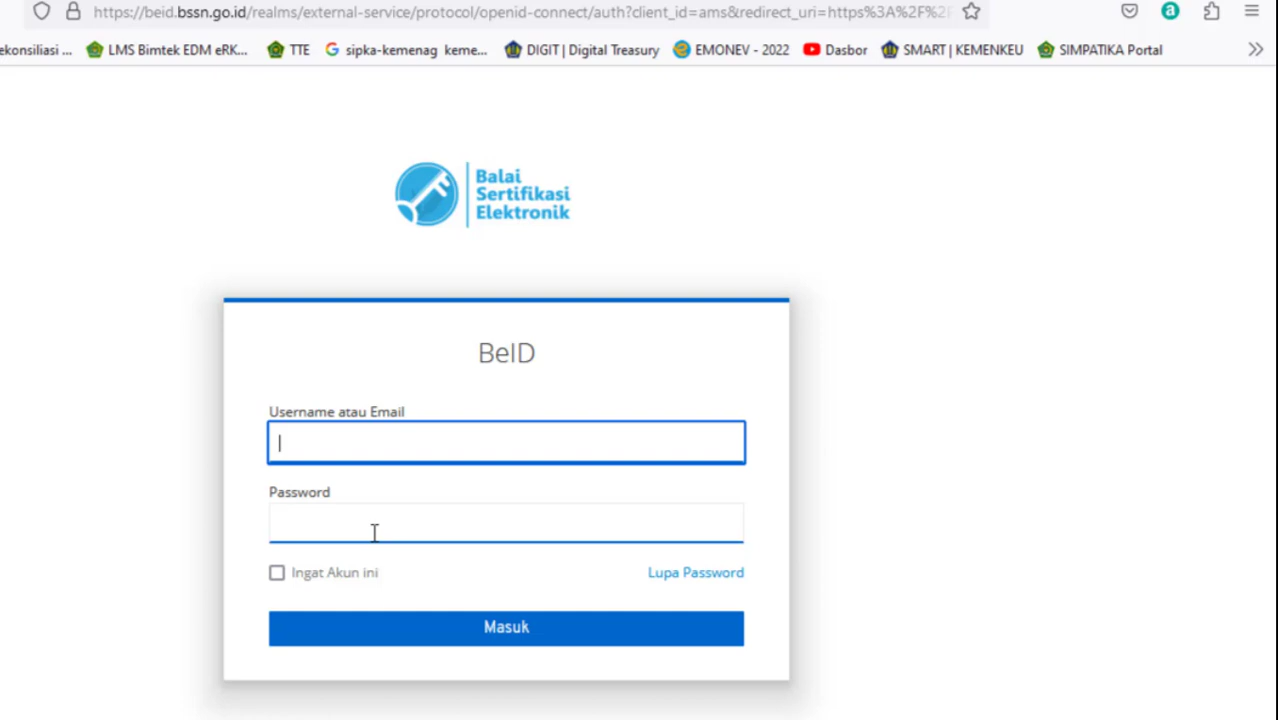 https://beid.bssn.go.id/realms/external-service/protocol/openid-connect/auth?client_id=ams&redirect_uri=https%3A%2F%2F
ekonsiliasi ... LMS Bimtek EDM eRK... TTE sipka-kemenag keme... DIGIT | Digital Treasury EMONEV - 2022 Dasbor SMART | KEMENKEU SIMPATIKA Portal
Balai
Sertifikasi
Elektronik
BeID
Username atau Email
Password
Ingat Akun ini Lupa Password
Masuk